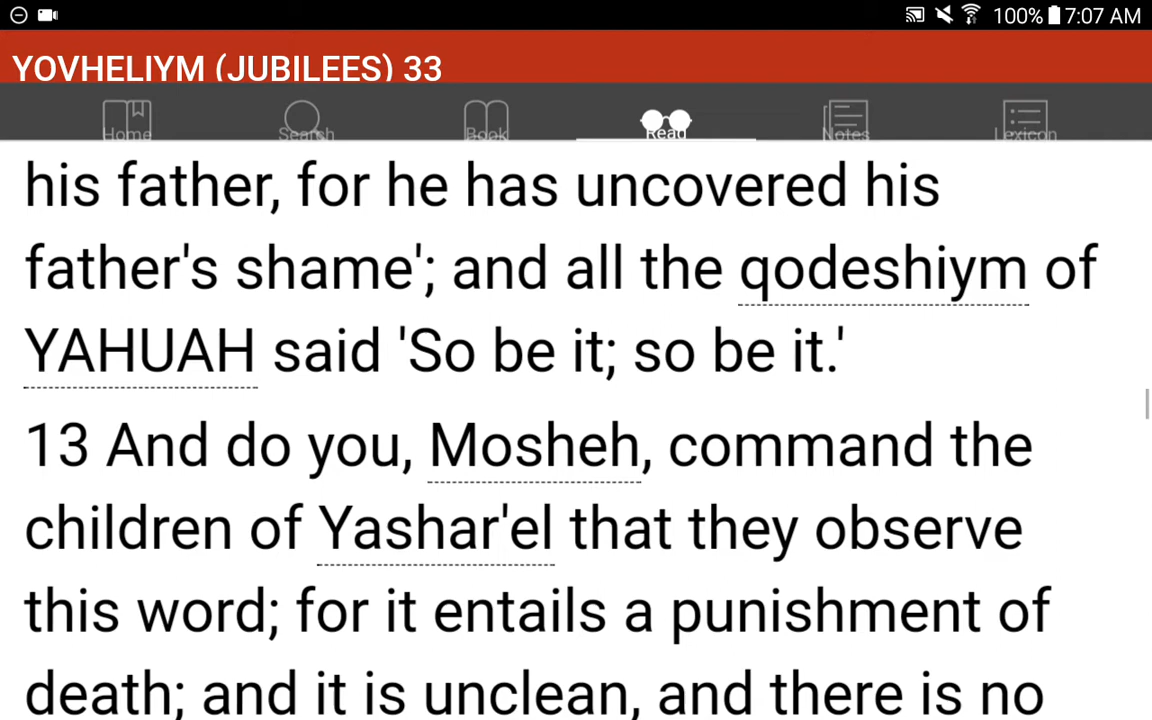 100% 7:07 AM
YOVHELIYM (JUBILEES) 33
Home Search Book Read Notes Lexicon
his father, for he has uncovered his
father's shame'; and all the qodeshiym of
YAHUAH said 'So be it; so be it.'
13 And do you, Mosheh, command the
children of Yashar'el that they observe
this word; for it entails a punishment of
death; and it is unclean, and there is no